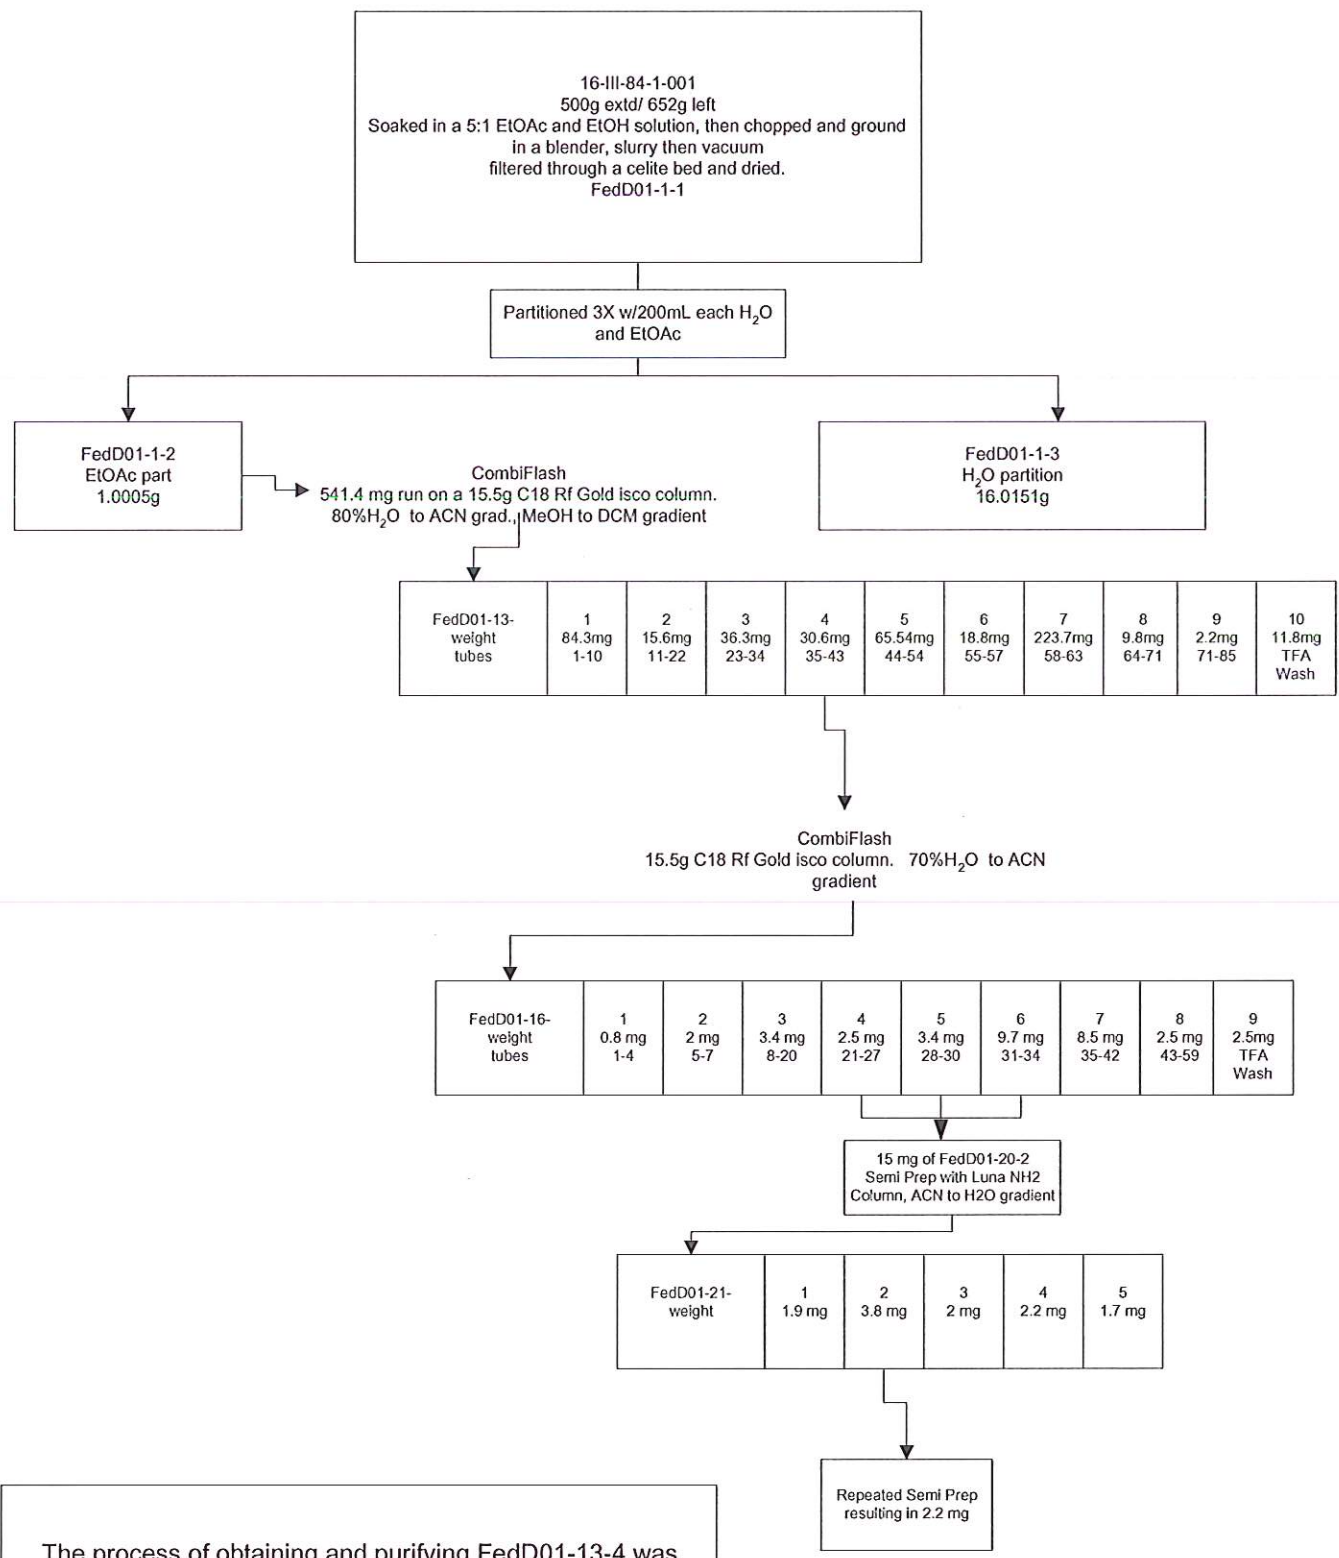 16-III-84-1-001
500g extd/ 652g left
Soaked in a 5:1 EtOAc and EtOH solution, then chopped and ground
in a blender, slurry then vacuum
filtered through a celite bed and dried.
FedD01-1-1
Partitioned 3X w/200mL each H₂O
and EtOAc
FedD01-1-2
EtOAc part
1.0005g
CombiFlash
541.4 mg run on a 15.5g C18 Rf Gold isco column.
80%H₂O to ACN grad., MeOH to DCM gradient
FedD01-1-3
H₂O partition
16.0151g
FedD01-13- 1 2 3 4 5 6 7 8 9 10
weight 84.3mg 15.6mg 36.3mg 30.6mg 65.54mg 18.8mg 223.7mg 9.8mg 2.2mg 11.8mg
tubes 1-10 11-22 23-34 35-43 44-54 55-57 58-63 64-71 71-85 TFA
Wash
CombiFlash
15.5g C18 Rf Gold isco column. 70%H₂O to ACN
gradient
FedD01-16- 1 2 3 4 5 6 7 8 9
weight 0.8 mg 2 mg 3.4 mg 2.5 mg 3.4 mg 9.7 mg 8.5 mg 2.5 mg 2.5mg
tubes 1-4 5-7 8-20 21-27 28-30 31-34 35-42 43-59 TFA
Wash
15 mg of FedD01-20-2
Semi Prep with Luna NH2
Column, ACN to H2O gradient
FedD01-21- 1 2 3 4 5
weight 1.9 mg 3.8 mg 2 mg 2.2 mg 1.7 mg
Repeated Semi Prep
resulting in 2.2 mg
The process of obtaining and purifying FedD01-13-4 was